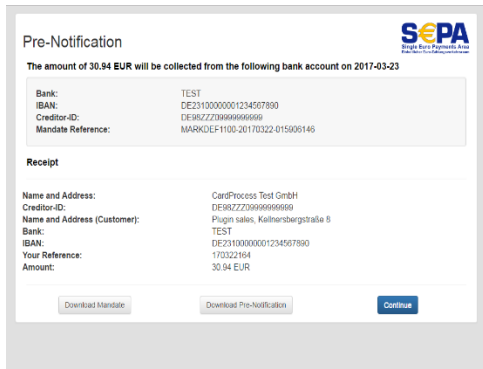 Pre-Notification
S€PA
Single Euro Payments Area
The amount of 30.94 EUR will be collected from the following bank account on 2017-03-23
Bank: TEST
IBAN: DE23100000001234567890
Creditor-ID: DE98ZZZ09999999999
Mandate Reference: MARKDEF1100-20170322-015906146
Receipt
Name and Address: CardProcess Test GmbH
Creditor-ID: DE98ZZZ09999999999
Name and Address (Customer): Plugin sales, Kellnersbergstraße 8
Bank: TEST
IBAN: DE23100000001234567890
Your Reference: 170322164
Amount: 30.94 EUR
Download Mandate
Download Pre-Notification
Continue